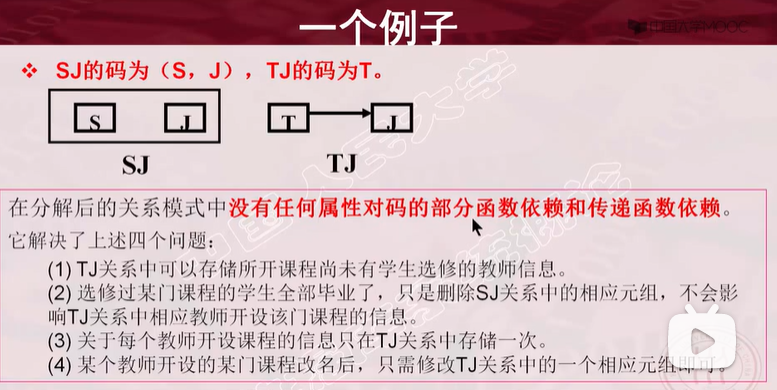 一个例子
中国大学MOOC
❖ SJ的码为（S，J），TJ的码为T。
S J T J
SJ TJ
在分解后的关系模式中没有任何属性对码的部分函数依赖和传递函数依赖。
它解决了上述四个问题：
(1) TJ关系中可以存储所开课程尚未有学生选修的教师信息。
(2) 选修过某门课程的学生全部毕业了，只是删除SJ关系中的相应元组，不会影
响TJ关系中相应教师开设该门课程的信息。
(3) 关于每个教师开设课程的信息只在TJ关系中存储一次。
(4) 某个教师开设的某门课程改名后，只需修改TJ关系中的一个相应元组即可。